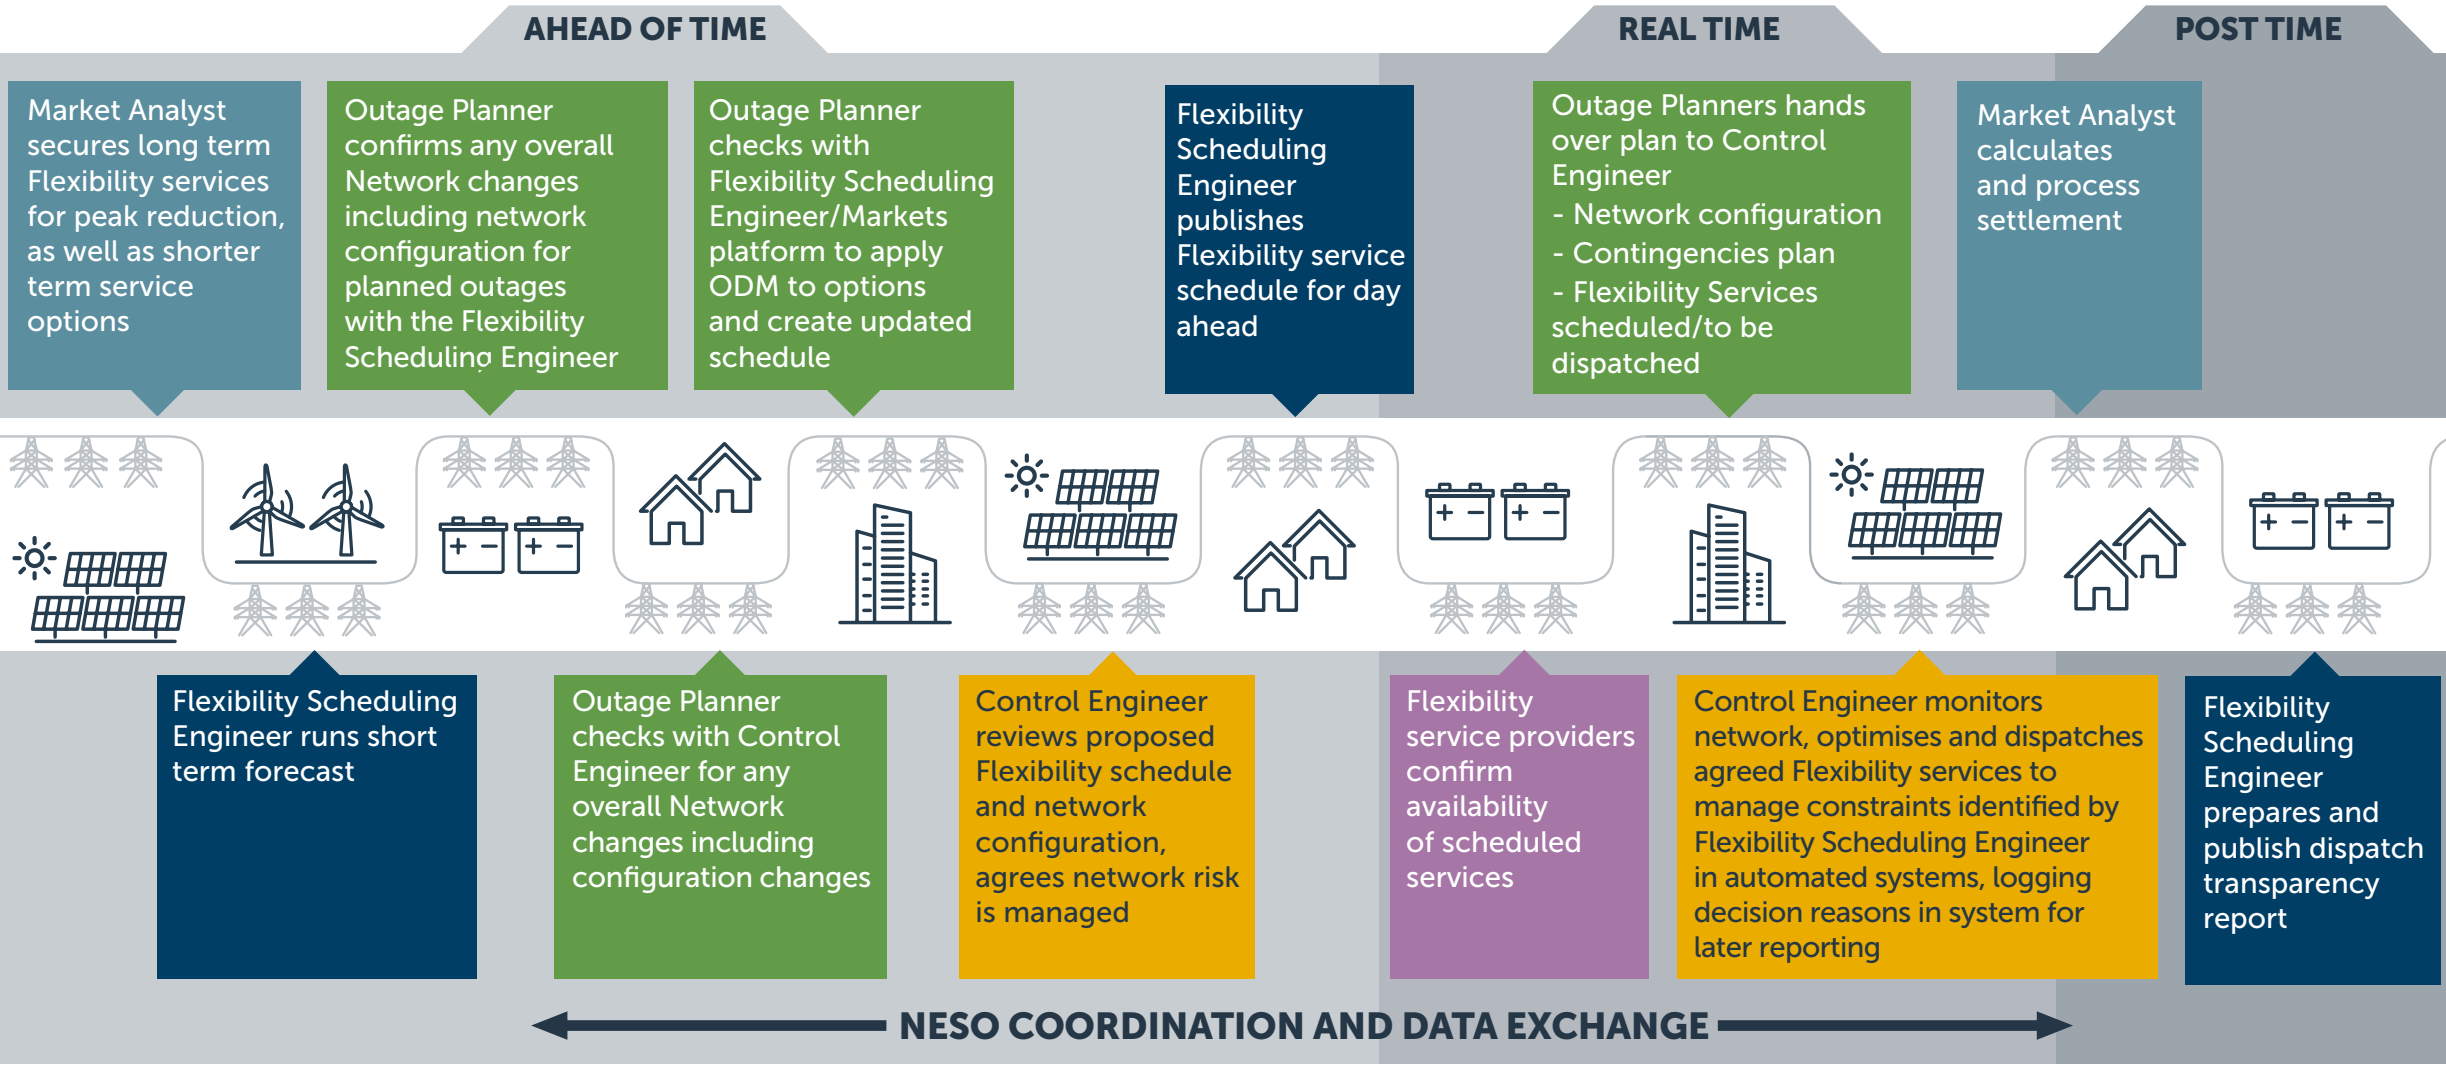 AHEAD OF TIME
REAL TIME
POST TIME
Market Analyst
secures long term
Flexibility services
for peak reduction,
as well as shorter
term service
options
Outage Planner
confirms any overall
Network changes
including network
configuration for
planned outages
with the Flexibility
Scheduling Engineer
Outage Planner
checks with
Flexibility Scheduling
Engineer/Markets
platform to apply
ODM to options
and create updated
schedule
Flexibility
Scheduling
Engineer
publishes
Flexibility service
schedule for day
ahead
Outage Planners hands
over plan to Control
Engineer
- Network configuration
- Contingencies plan
- Flexibility Services
scheduled/to be
dispatched
Market Analyst
calculates
and process
settlement
Flexibility Scheduling
Engineer runs short
term forecast
Outage Planner
checks with Control
Engineer for any
overall Network
changes including
configuration changes
Control Engineer
reviews proposed
Flexibility schedule
and network
configuration,
agrees network risk
is managed
Flexibility
service providers
confirm
availability
of scheduled
services
Control Engineer monitors
network, optimises and dispatches
agreed Flexibility services to
manage constraints identified by
Flexibility Scheduling Engineer
in automated systems, logging
decision reasons in system for
later reporting
Flexibility
Scheduling
Engineer
prepares and
publish dispatch
transparency
report
NESO COORDINATION AND DATA EXCHANGE